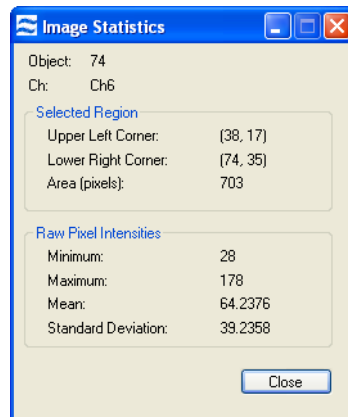 Image Statistics
Object: 74
Ch: Ch6
Selected Region
Upper Left Corner: (38, 17)
Lower Right Corner: (74, 35)
Area (pixels): 703
Raw Pixel Intensities
Minimum: 28
Maximum: 178
Mean: 64.2376
Standard Deviation: 39.2358
Close